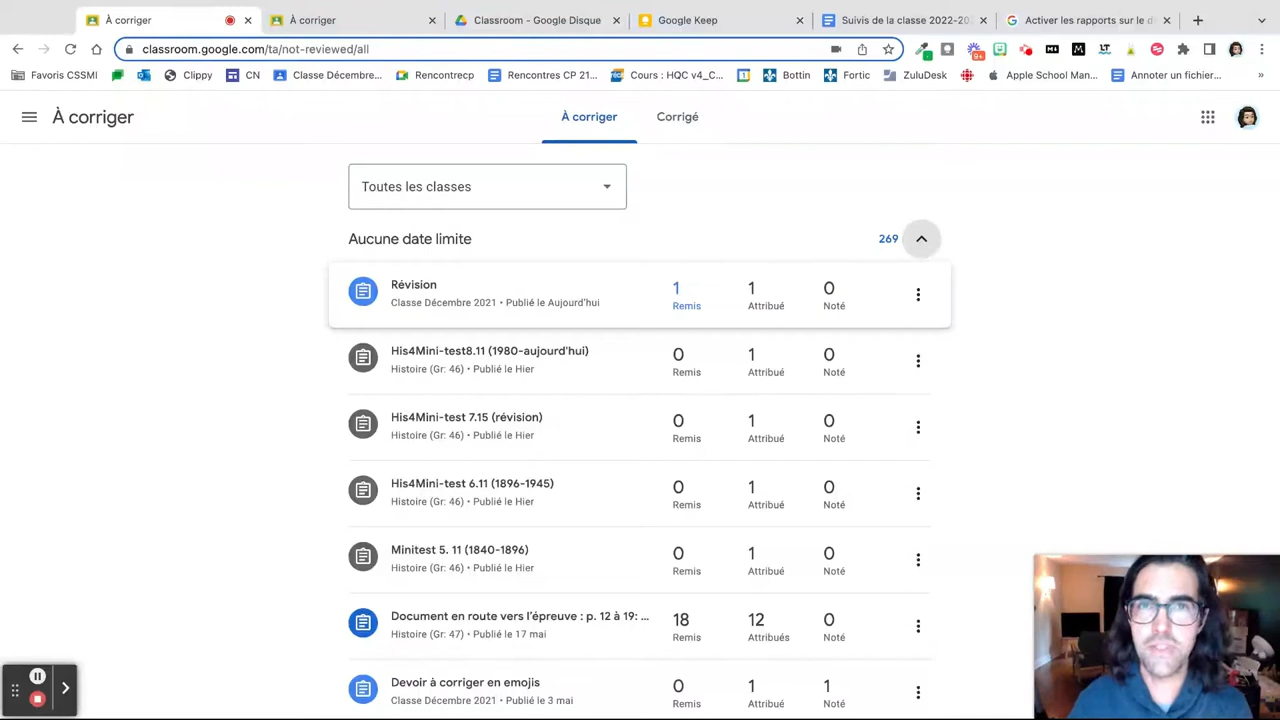 À corriger
À corriger
Classroom - Google Disque
Google Keep
Suivis de la classe 2022-20
Activer les rapports sur le d
classroom.google.com/ta/not-reviewed/all
9+
LT
Favoris CSSMI
Clippy
CN
Classe Décembre...
Rencontrecp
Rencontres CP 21...
Cours : HQC v4_C...
Bottin
Fortic
ZuluDesk
Apple School Man...
Annoter un fichier...
»
À corriger
À corriger
Corrigé
Toutes les classes
Aucune date limite
269
Révision
1
1
0
Classe Décembre 2021 • Publié le Aujourd'hui
Remis
Attribué
Noté
His4Mini-test8.11 (1980-aujourd'hui)
0
1
0
Histoire (Gr: 46) • Publié le Hier
Remis
Attribué
Noté
His4Mini-test 7.15 (révision)
0
1
0
Histoire (Gr: 46) • Publié le Hier
Remis
Attribué
Noté
His4Mini-test 6.11 (1896-1945)
0
1
0
Histoire (Gr: 46) • Publié le Hier
Remis
Attribué
Noté
Minitest 5. 11 (1840-1896)
0
1
0
Histoire (Gr: 46) • Publié le Hier
Remis
Attribué
Noté
Document en route vers l'épreuve : p. 12 à 19: ...
18
12
0
Histoire (Gr: 47) • Publié le 17 mai
Remis
Attribués
Noté
Devoir à corriger en emojis
0
1
1
Classe Décembre 2021 • Publié le 3 mai
Remis
Attribué
Noté